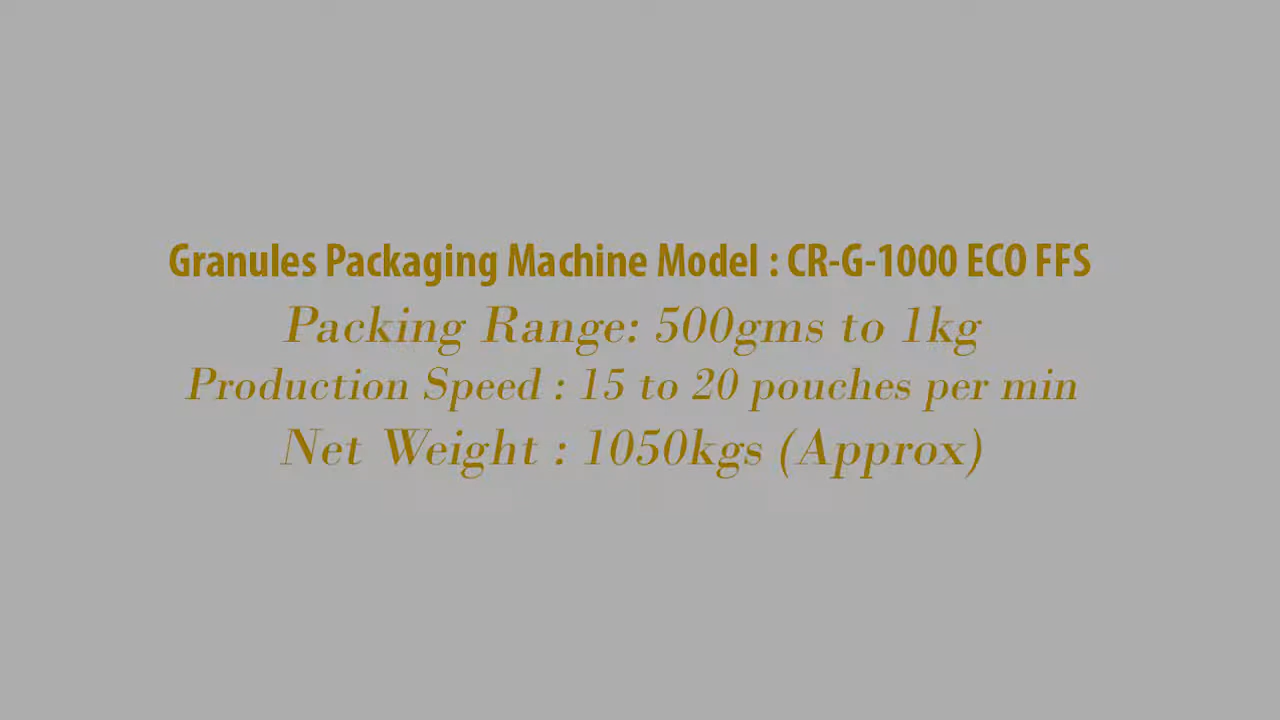 Granules Packaging Machine Model : CR-G-1000 ECO FFS
Packing Range: 500gms to 1kg
Production Speed : 15 to 20 pouches per min
Net Weight : 1050kgs (Approx)